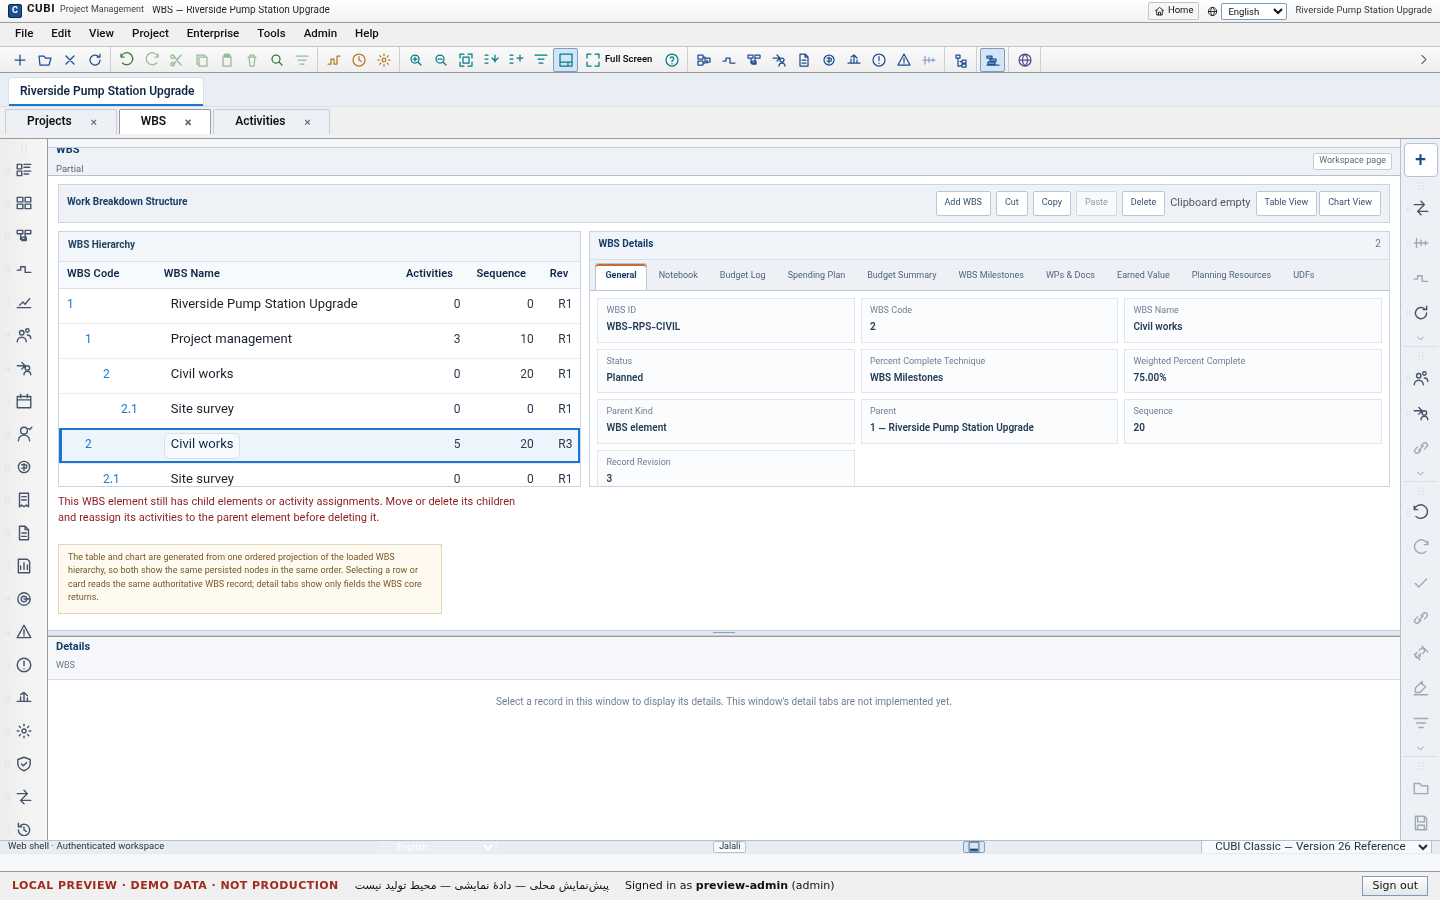 C CUBI Project Management WBS — Riverside Pump Station Upgrade Home English Riverside Pump Station Upgrade
File Edit View Project Enterprise Tools Admin Help
Full Screen
Riverside Pump Station Upgrade
Projects × WBS × Activities ×
WBS
Partial Workspace page
Work Breakdown Structure Add WBS Cut Copy Paste Delete Clipboard empty Table View Chart View
WBS Hierarchy
WBS Code WBS Name Activities Sequence Rev
1 Riverside Pump Station Upgrade 0 0 R1
1 Project management 3 10 R1
2 Civil works 0 20 R1
2.1 Site survey 0 0 R1
2 Civil works 5 20 R3
2.1 Site survey 0 0 R1
WBS Details 2
General Notebook Budget Log Spending Plan Budget Summary WBS Milestones WPs & Docs Earned Value Planning Resources UDFs
WBS ID WBS Code WBS Name
WBS-RPS-CIVIL 2 Civil works
Status Percent Complete Technique Weighted Percent Complete
Planned WBS Milestones 75.00%
Parent Kind Parent Sequence
WBS element 1 — Riverside Pump Station Upgrade 20
Record Revision
3
This WBS element still has child elements or activity assignments. Move or delete its children
and reassign its activities to the parent element before deleting it.
The table and chart are generated from one ordered projection of the loaded WBS
hierarchy, so both show the same persisted nodes in the same order. Selecting a row or
card reads the same authoritative WBS record; detail tabs show only fields the WBS core
returns.
Details
WBS
Select a record in this window to display its details. This window's detail tabs are not implemented yet.
Web shell · Authenticated workspace English Jalali CUBI Classic — Version 26 Reference
LOCAL PREVIEW · DEMO DATA · NOT PRODUCTION پیش‌نمایش محلی — دادهٔ نمایشی — محیط تولید نیست Signed in as preview-admin (admin) Sign out